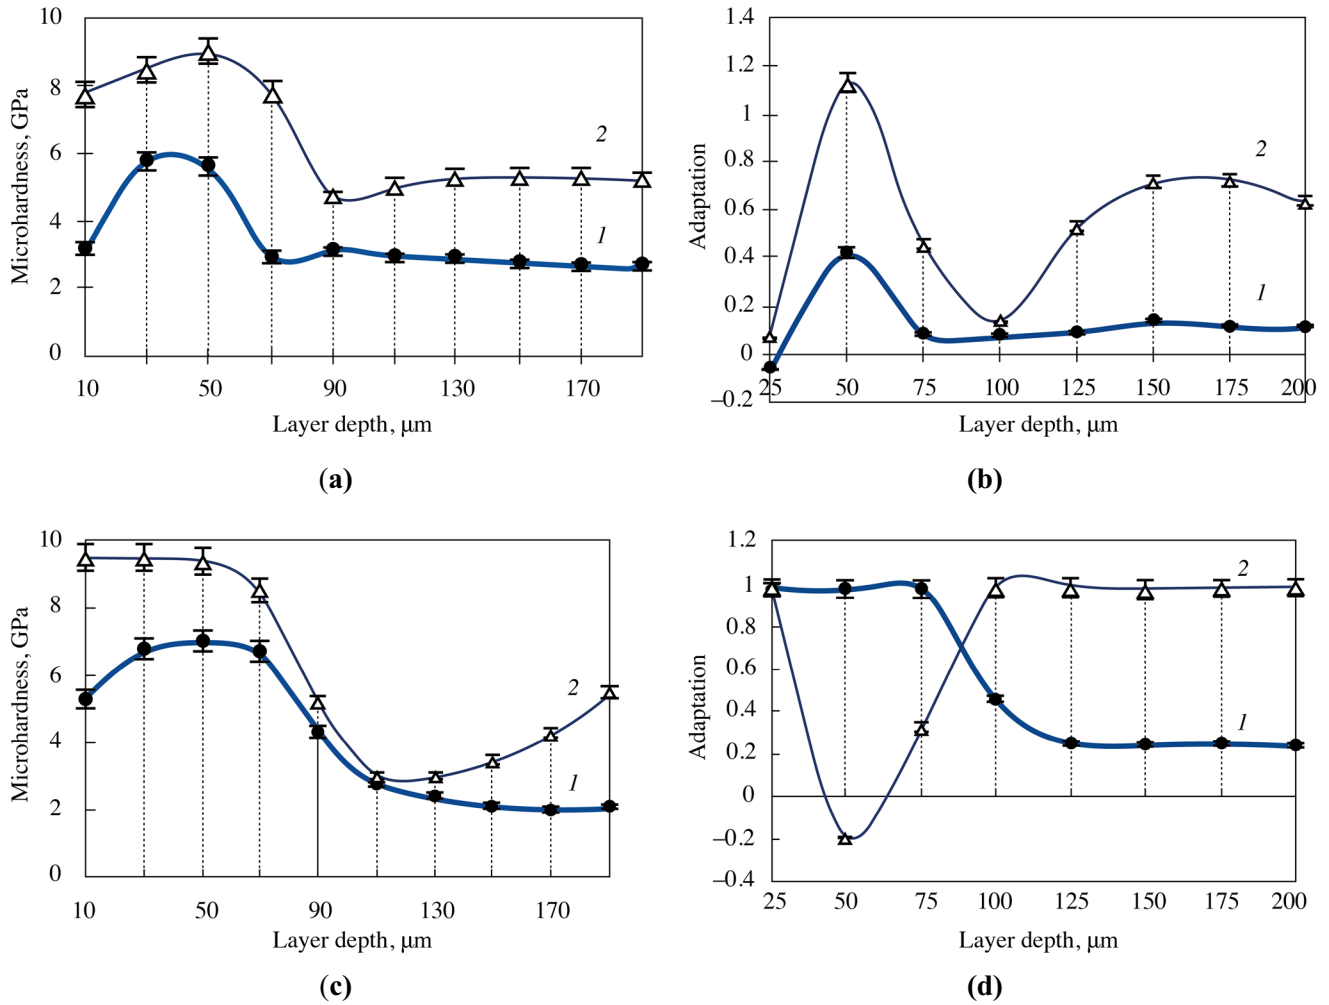 10
8
6
4
2
0
Microhardness, GPa
2
1
10 50 90 130 170
Layer depth, μm
(a)
1.4
1.2
1
0.8
0.6
0.4
0.2
0
–0.2
Adaptation
2
1
25 50 75 100 125 150 175 200
Layer depth, μm
(b)
10
8
6
4
2
0
Microhardness, GPa
2
1
10 50 90 130 170
Layer depth, μm
(c)
1.2
1
0.8
0.6
0.4
0.2
0
–0.2
–0.4
Adaptation
2
1
25 50 75 100 125 150 175 200
Layer depth, μm
(d)